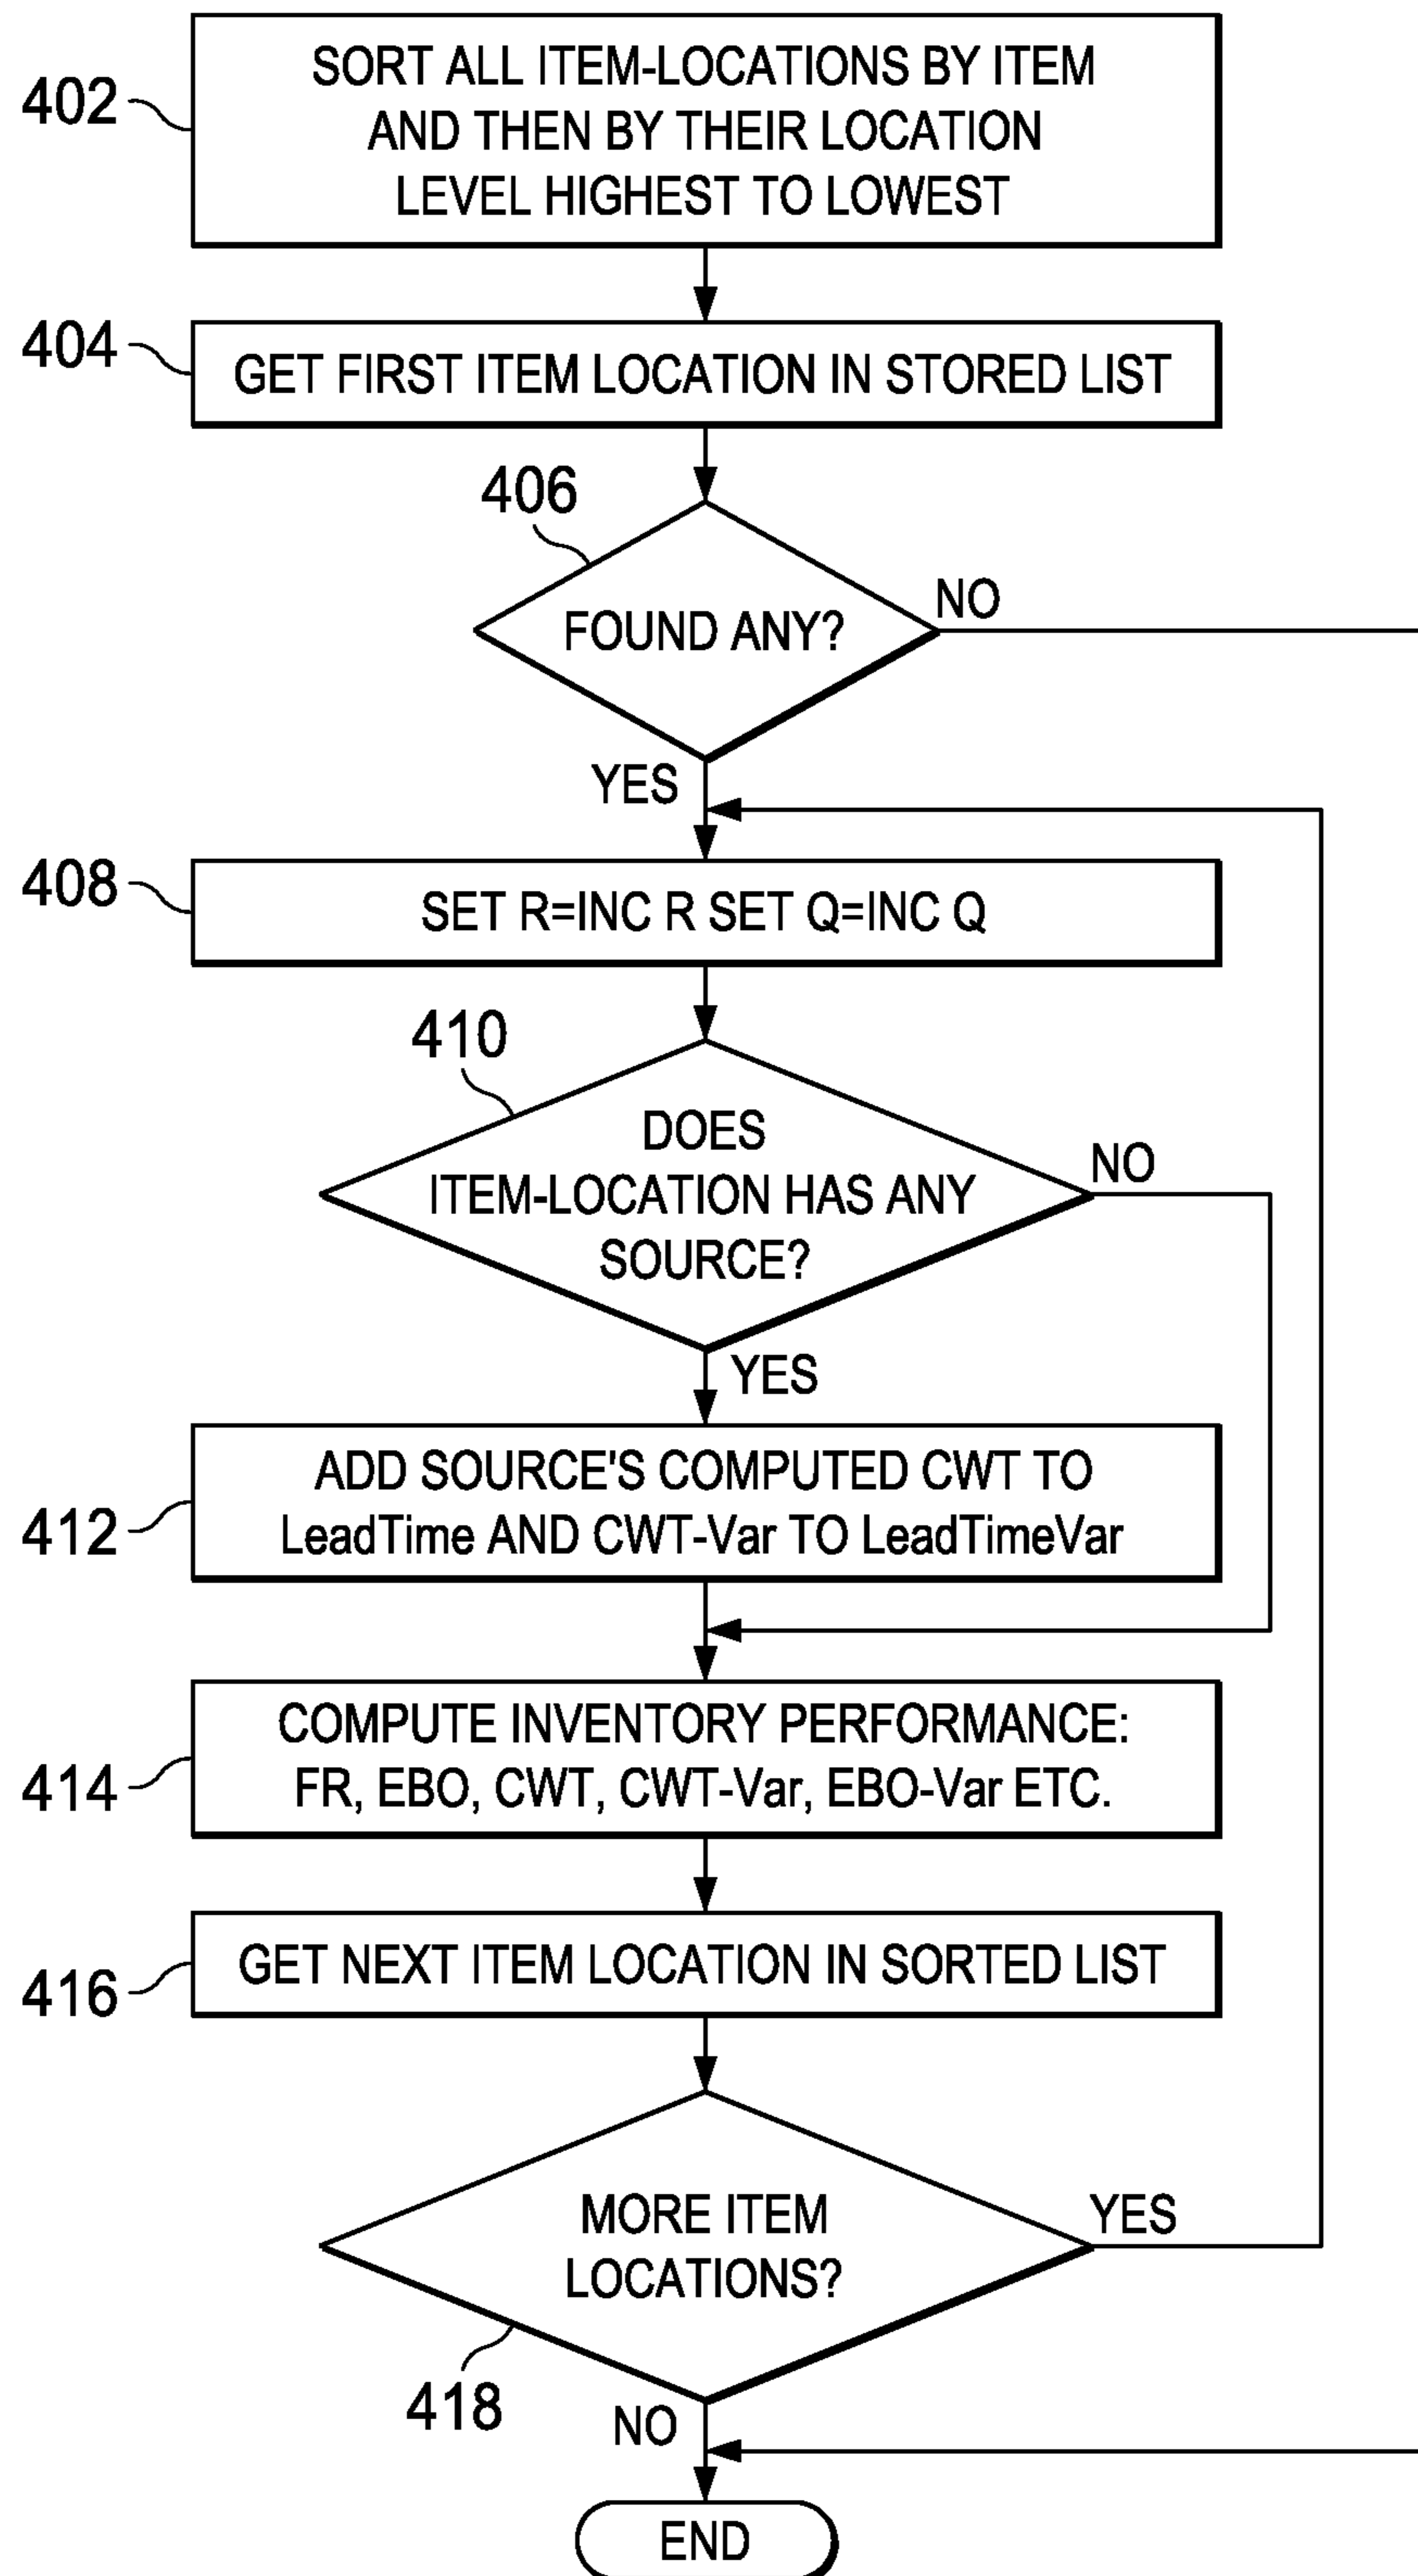 402
SORT ALL ITEM-LOCATIONS BY ITEM
AND THEN BY THEIR LOCATION
LEVEL HIGHEST TO LOWEST
404
GET FIRST ITEM LOCATION IN STORED LIST
406
FOUND ANY?
NO
YES
408
SET R=INC R SET Q=INC Q
410
DOES
ITEM-LOCATION HAS ANY
SOURCE?
NO
YES
412
ADD SOURCE'S COMPUTED CWT TO
LeadTime AND CWT-Var TO LeadTimeVar
414
COMPUTE INVENTORY PERFORMANCE:
FR, EBO, CWT, CWT-Var, EBO-Var ETC.
416
GET NEXT ITEM LOCATION IN SORTED LIST
MORE ITEM
LOCATIONS?
YES
418
NO
END